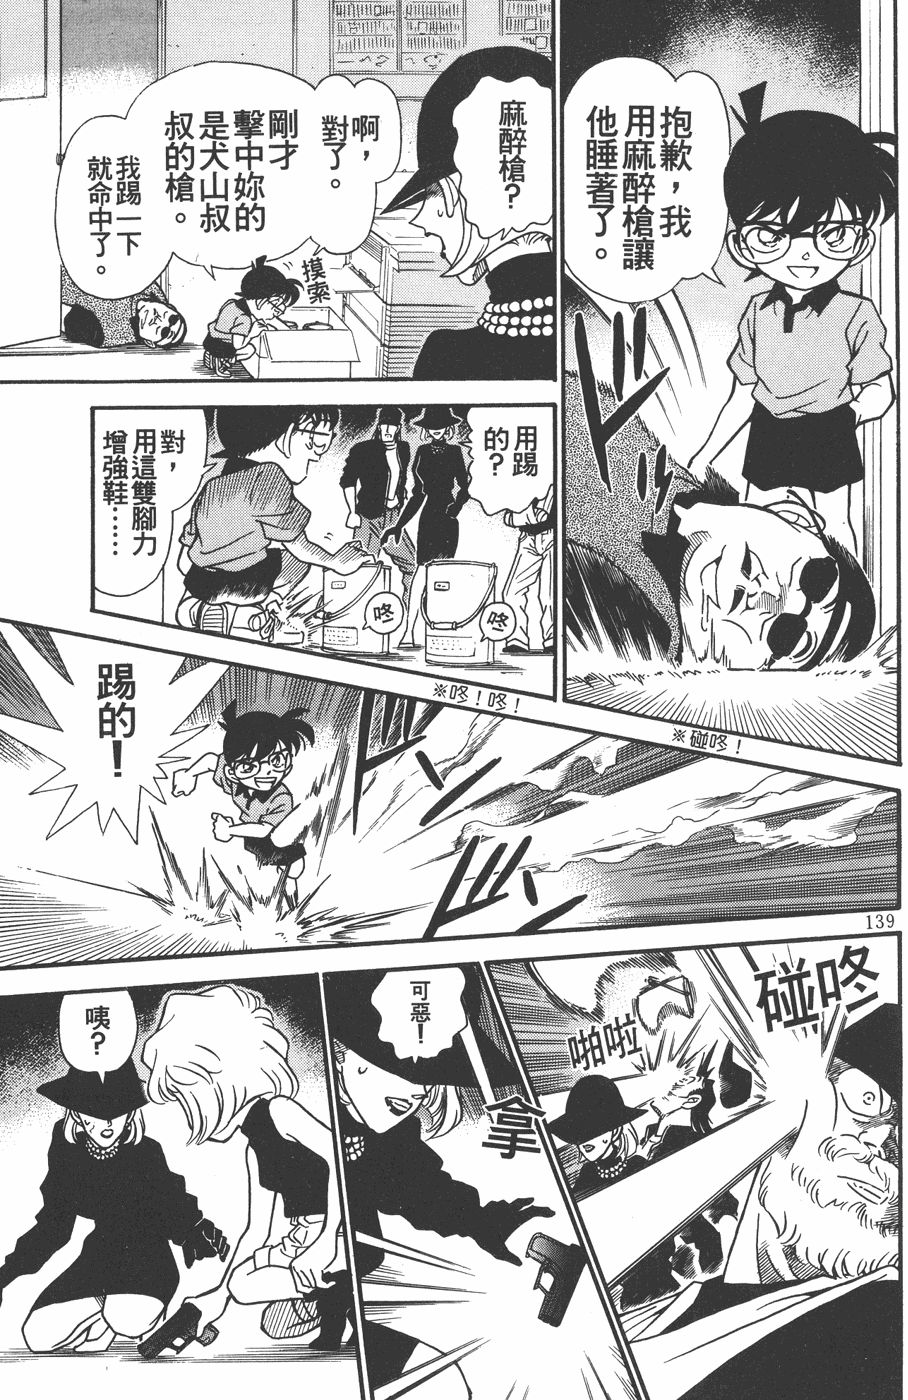 抱歉，我
用麻醉槍讓
他睡著了。
※碰咚！
麻醉槍？
啊，
對了。
剛才
擊中妳的
是犬山叔
叔的槍。
我踢一下
就命中了。
摸索
用踢
的？
對，
用這雙腳力
增強鞋……
咚
咚
※咚！咚！
踢的！
139
碰咚
啪啦
可惡！
拿
咦？